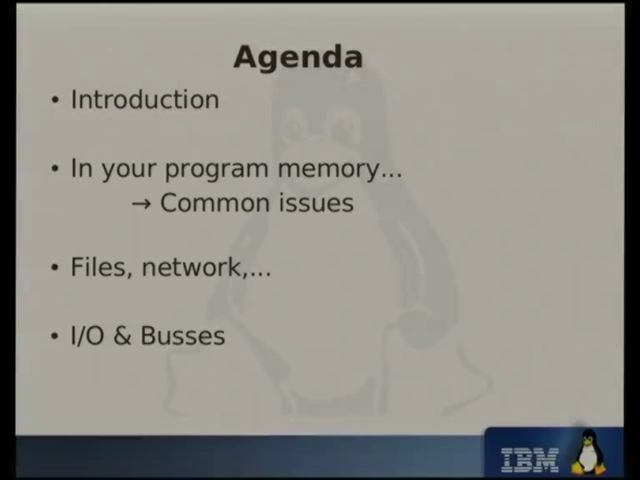 Agenda
• Introduction
• In your program memory...
→ Common issues
• Files, network,...
• I/O & Busses
IBM